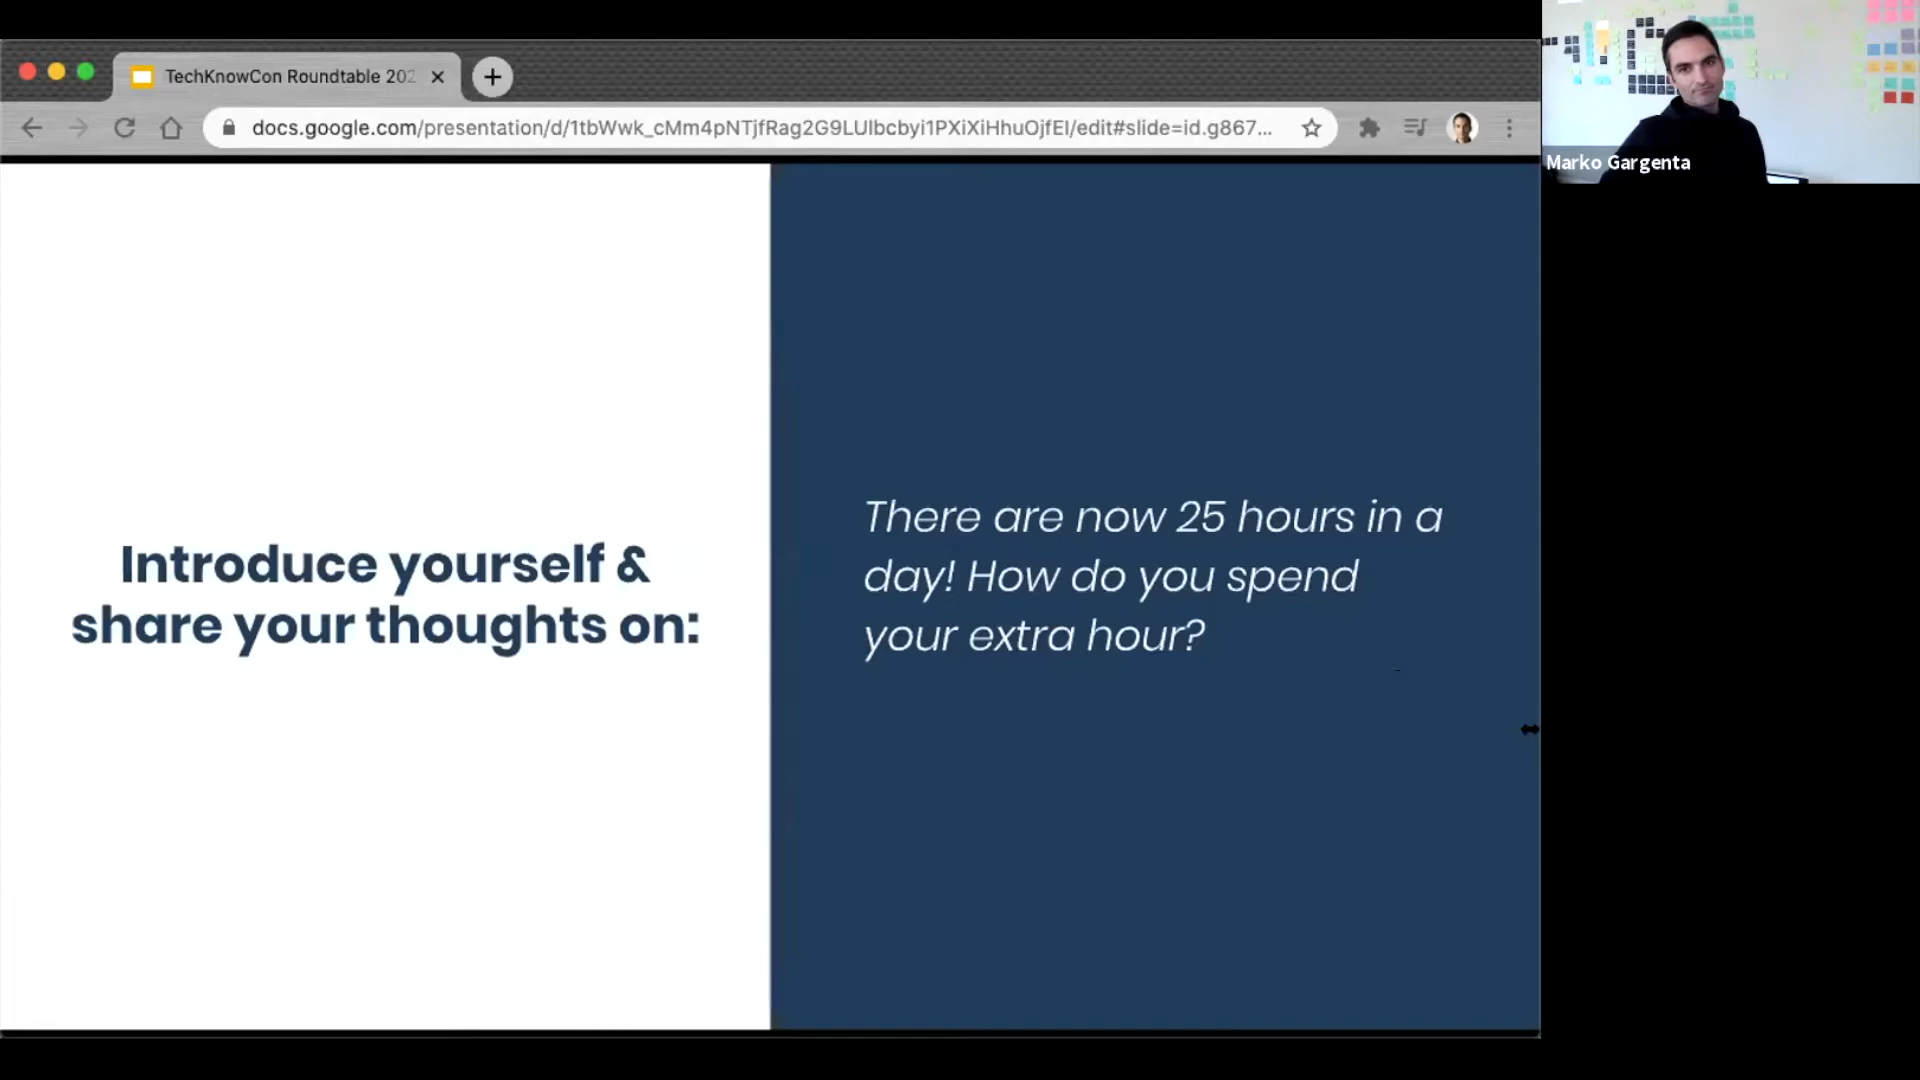 TechKnowCon Roundtable 202
docs.google.com/presentation/d/1tbWwk_cMm4pNTjfRag2G9LUlbcbyi1PXiXiHhuOjfEI/edit#slide=id.g867...
Marko Gargenta
Introduce yourself &
share your thoughts on:
There are now 25 hours in a
day! How do you spend
your extra hour?